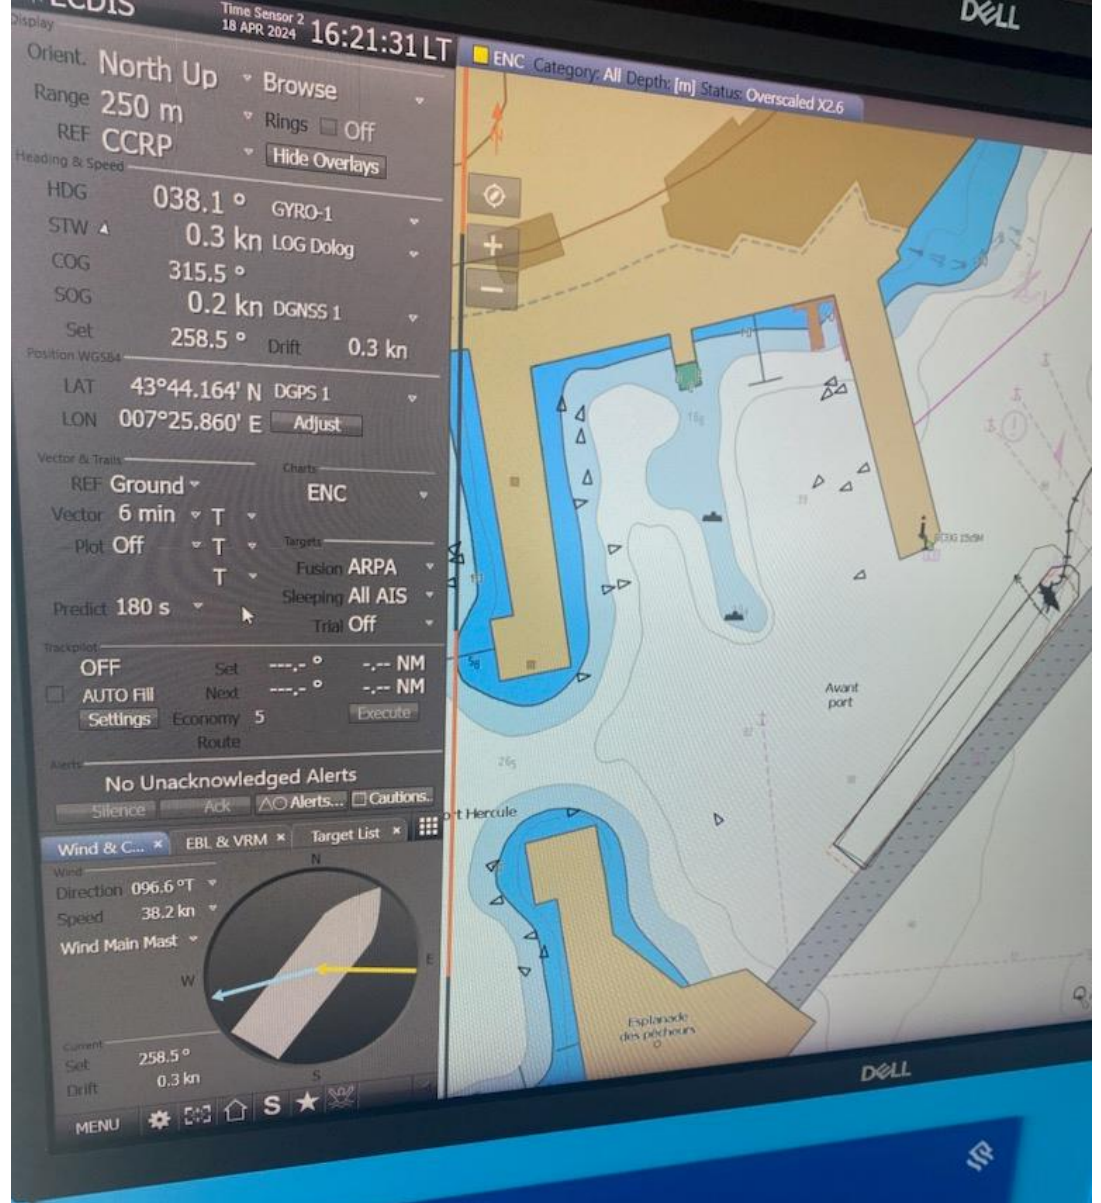 ECDIS
Time Sensor 2
18 APR 2024 16:21:31 LT
DELL
Display
Orient. North Up Browse
Range 250 m Rings Off
REF CCRP Hide Overlays
Heading & Speed
HDG 038.1 ° GYRO-1
STW 0.3 kn LOG Dolog
COG 315.5 °
SOG 0.2 kn DGNSS 1
Set 258.5 ° Drift 0.3 kn
Position WGS84
LAT 43°44.164' N DGPS 1
LON 007°25.860' E Adjust
Vector & Trails Charts
REF Ground ENC
Vector 6 min T
Plot Off T Targets
T Fusion ARPA
Predict 180 s Sleeping All AIS
Trial Off
Trackpilot
OFF Set ---.- ° -.-- NM
AUTO Fill Next ---.- ° -.-- NM
Settings Economy 5 Execute
Route
Alerts
No Unacknowledged Alerts
Silence Ack Alerts... Cautions..
Wind & C... × EBL & VRM × Target List ×
Wind
Direction 096.6 °T
Speed 38.2 kn
Wind Main Mast
N
W
E
S
Current
Set 258.5 °
Drift 0.3 kn
MENU S
ENC Category: All Depth: [m] Status: Overscaled X2.6
Avant
port
26₅
rt Hercule
Esplanade
des pêcheurs
DELL